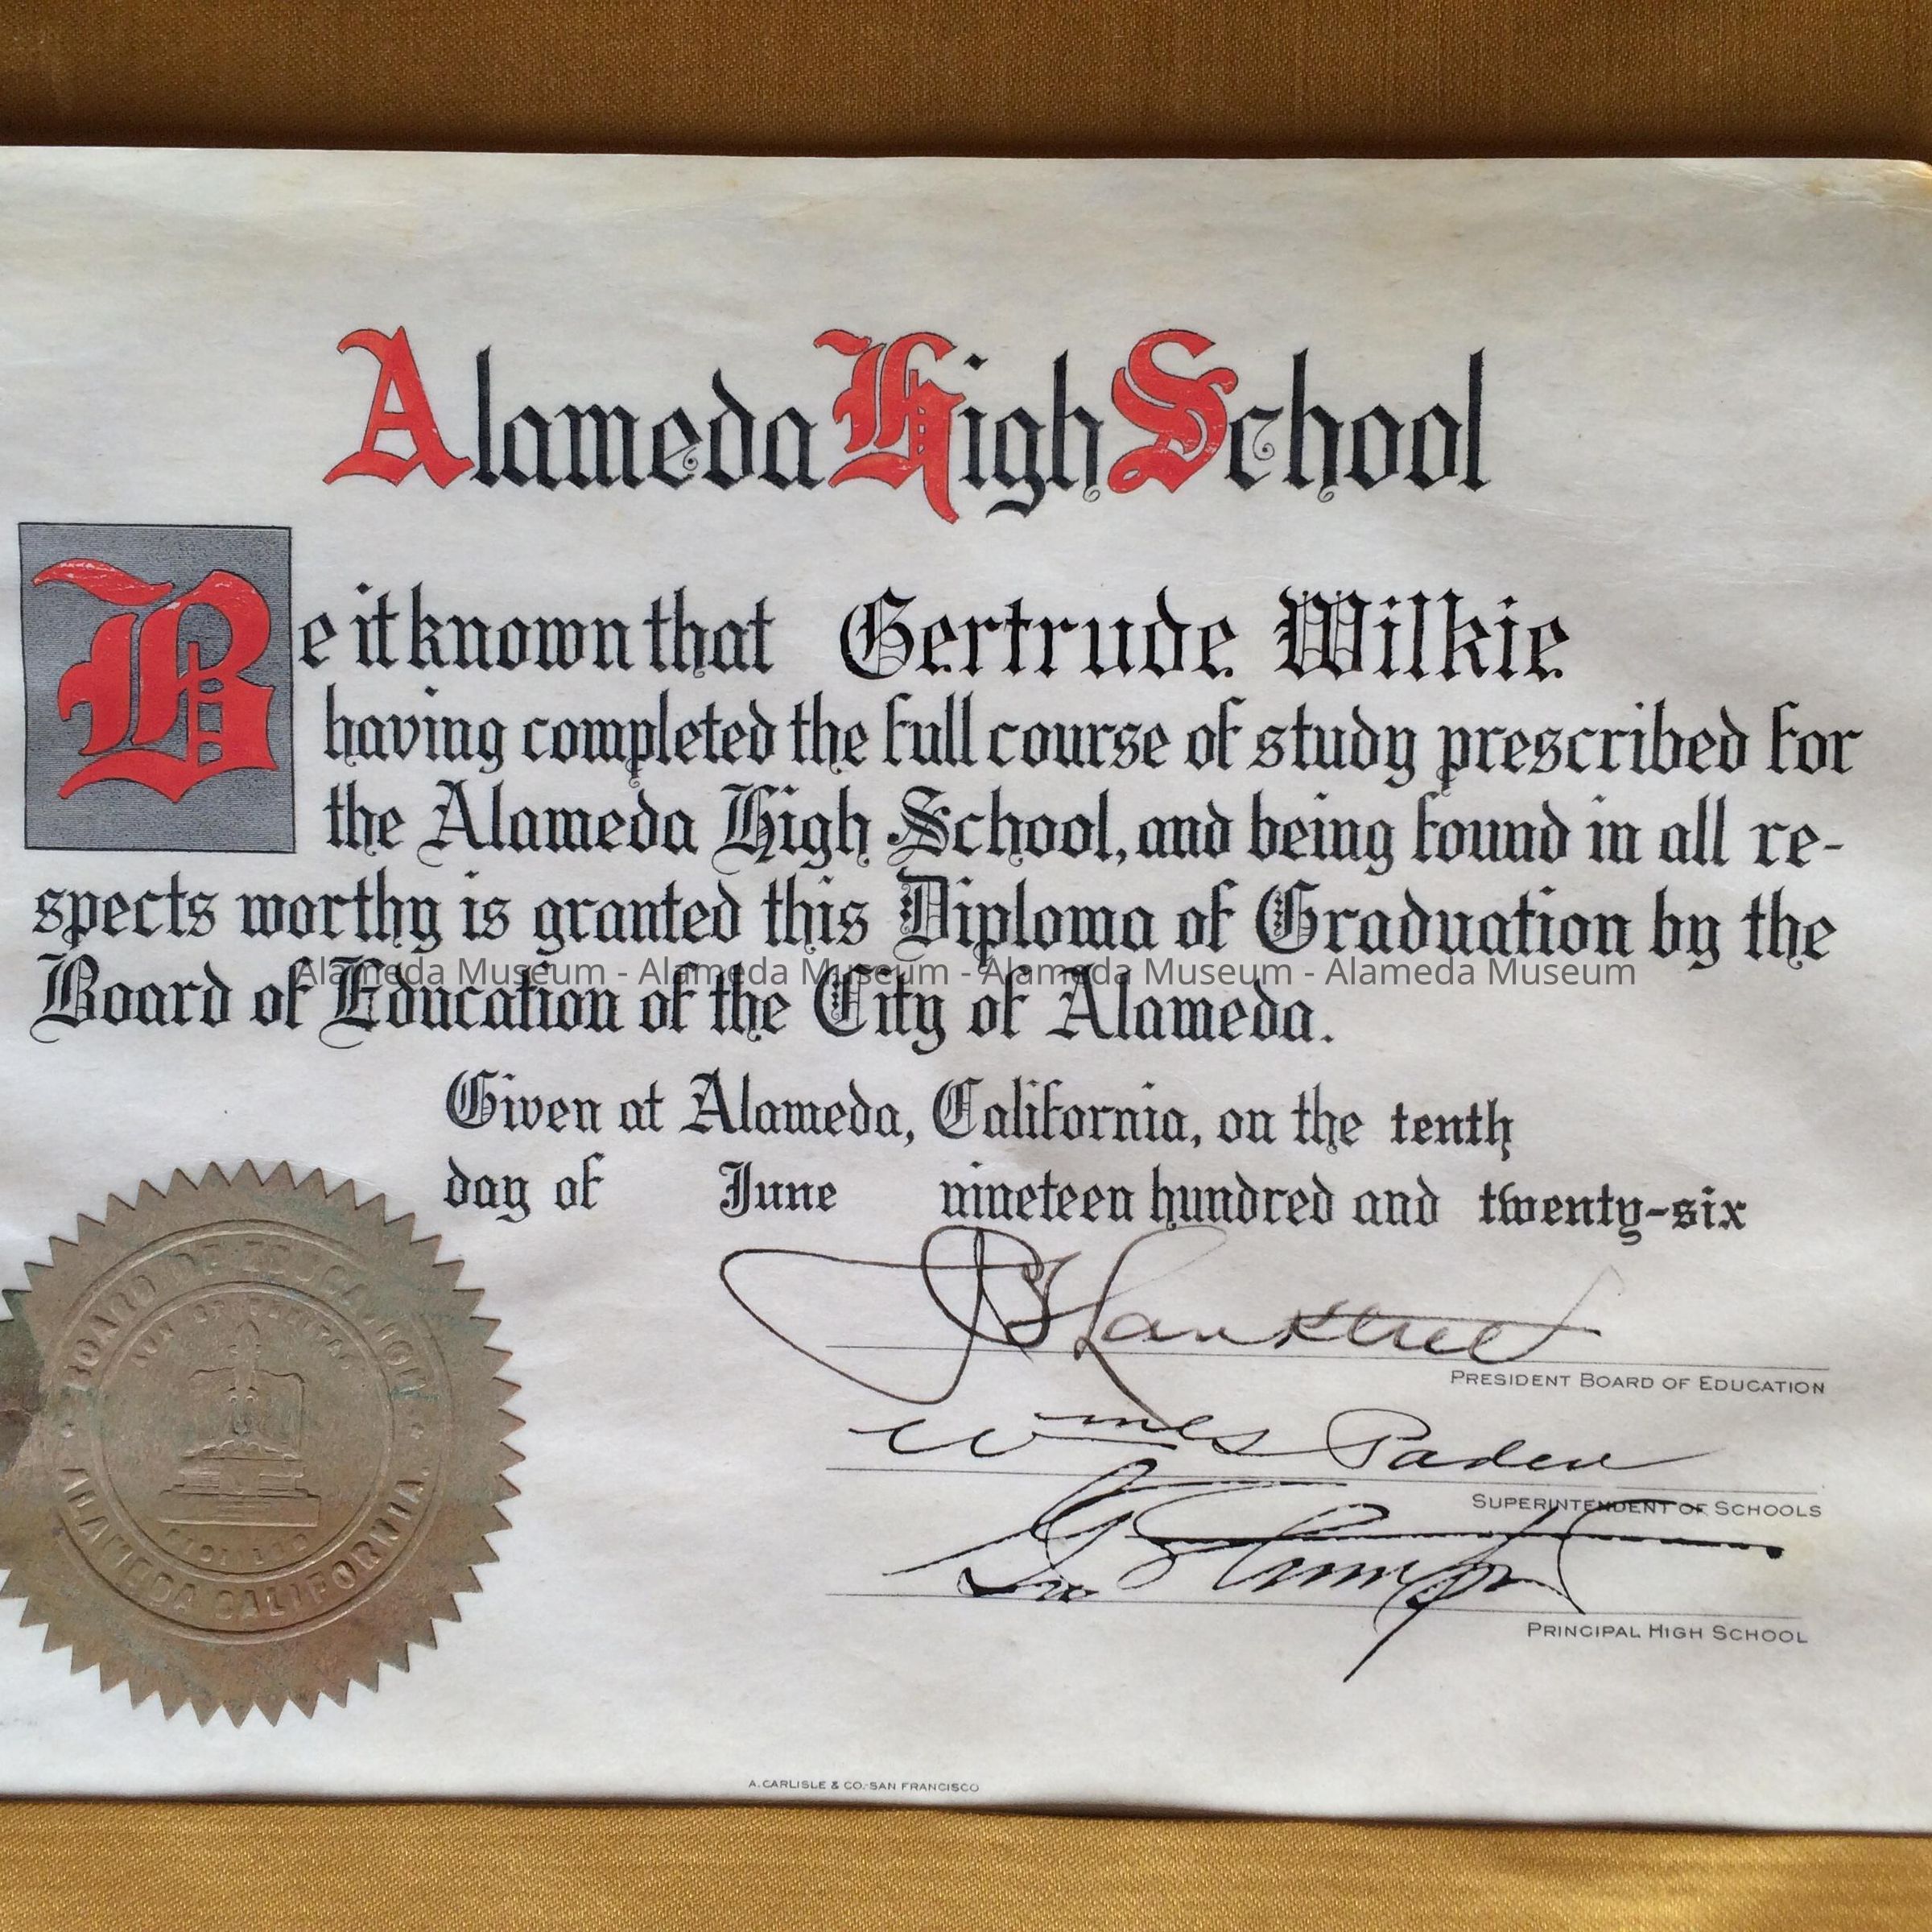 Alameda High School
Be it known that Gertrude Wilkie
having completed the full course of study prescribed for
the Alameda High School, and being found in all re-
spects worthy is granted this Diploma of Graduation by the
Alameda Museum - Alameda Museum - Alameda Museum - Alameda Museum
Board of Education of the City of Alameda.
Given at Alameda, California, on the tenth
day of June nineteen hundred and twenty-six
PRESIDENT BOARD OF EDUCATION
Paden
SUPERINTENDENT OF SCHOOLS
PRINCIPAL HIGH SCHOOL
BOARD OF EDUCATION
ALAMEDA CALIFORNIA.
A. CARLISLE & CO. SAN FRANCISCO